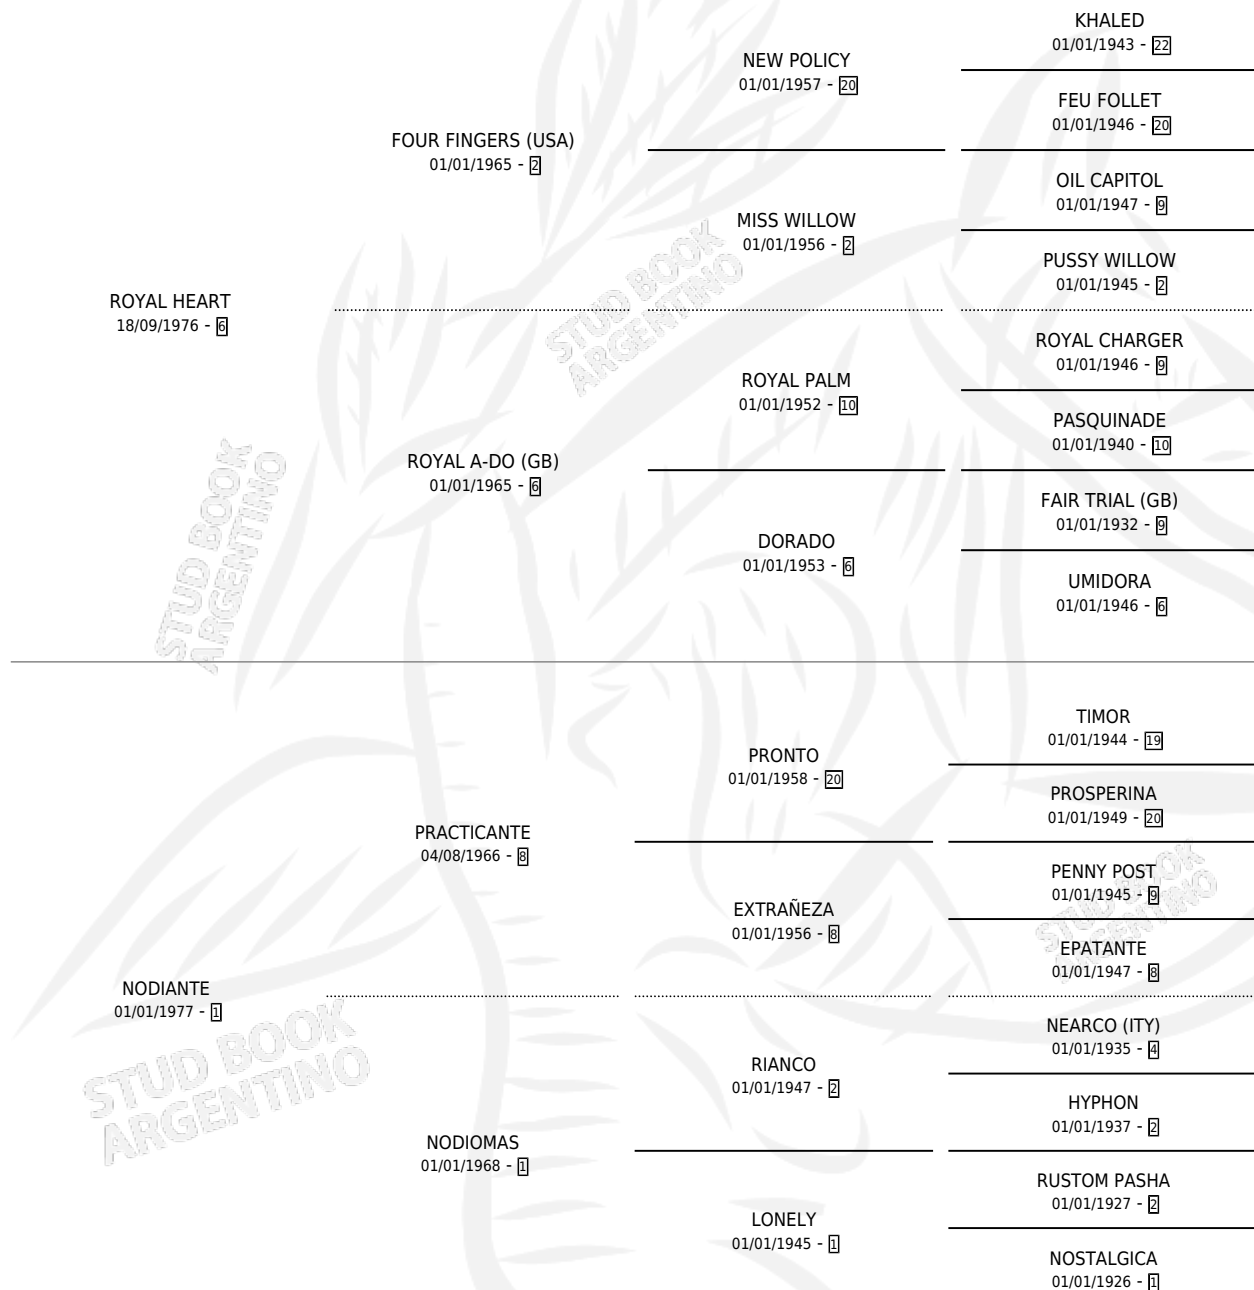 KHALED
01/01/1943 - 22
NEW POLICY
01/01/1957 - 20
FEU FOLLET
01/01/1946 - 20
FOUR FINGERS (USA)
01/01/1965 - 2
OIL CAPITOL
01/01/1947 - 9
MISS WILLOW
01/01/1956 - 2
PUSSY WILLOW
01/01/1945 - 2
ROYAL HEART
18/09/1976 - 6
STUD BOOK
ARGENTINO
ROYAL CHARGER
01/01/1946 - 9
ROYAL PALM
01/01/1952 - 10
PASQUINADE
01/01/1940 - 10
ROYAL A-DO (GB)
01/01/1965 - 6
FAIR TRIAL (GB)
01/01/1932 - 9
DORADO
01/01/1953 - 6
UMIDORA
01/01/1946 - 6
STUD BOOK
ARGENTINO
TIMOR
01/01/1944 - 19
PRONTO
01/01/1958 - 20
PROSPERINA
01/01/1949 - 20
PRACTICANTE
04/08/1966 - 8
PENNY POST
01/01/1945 - 9
EXTRAÑEZA
01/01/1956 - 8
STUD BOOK
ARGENTINO
EPATANTE
01/01/1947 - 8
NODIANTE
01/01/1977 - 1
NEARCO (ITY)
01/01/1935 - 4
RIANCO
01/01/1947 - 2
HYPHON
01/01/1937 - 2
STUD BOOK
ARGENTINO
NODIOMAS
01/01/1968 - 1
RUSTOM PASHA
01/01/1927 - 2
LONELY
01/01/1945 - 1
NOSTALGICA
01/01/1926 - 1